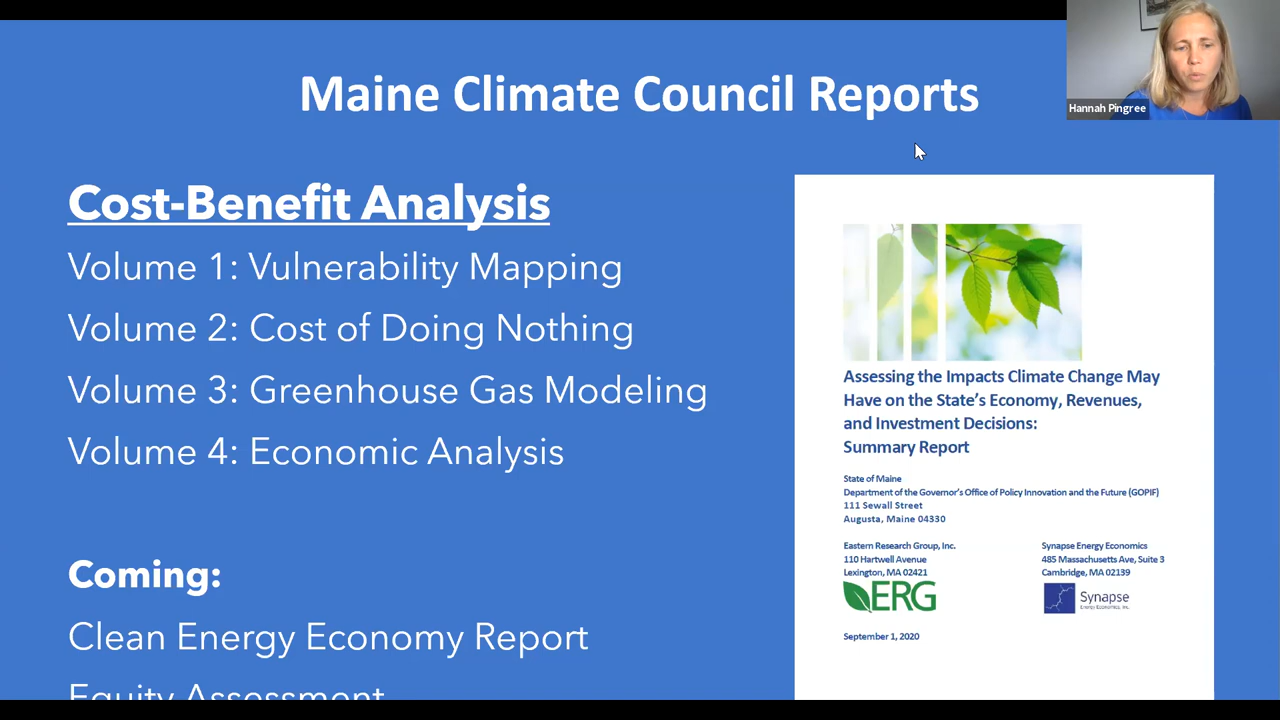 Maine Climate Council Reports
Hannah Pingree
Cost-Benefit Analysis
Volume 1: Vulnerability Mapping
Volume 2: Cost of Doing Nothing
Volume 3: Greenhouse Gas Modeling
Volume 4: Economic Analysis
Coming:
Clean Energy Economy Report
Equity Assessment
Assessing the Impacts Climate Change May
Have on the State's Economy, Revenues,
and Investment Decisions:
Summary Report
State of Maine
Department of the Governor's Office of Policy Innovation and the Future (GOPIF)
111 Sewall Street
Augusta, Maine 04330
Eastern Research Group, Inc.
110 Hartwell Avenue
Lexington, MA 02421
ERG
Synapse Energy Economics
485 Massachusetts Ave, Suite 3
Cambridge, MA 02139
Synapse
Energy Economics, Inc.
September 1, 2020